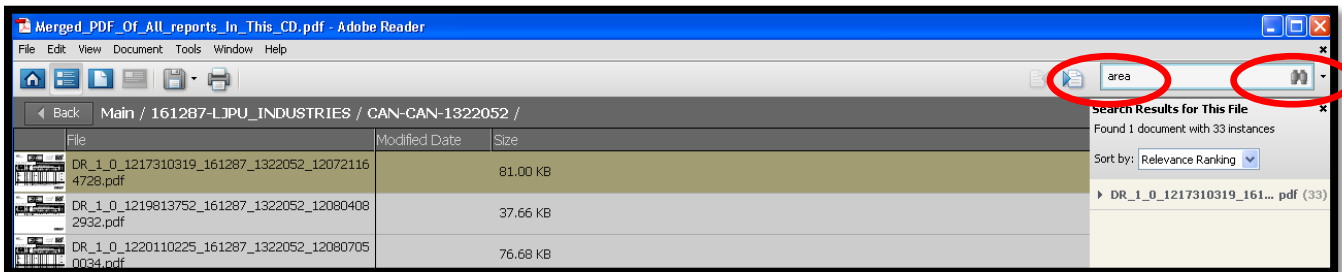 Merged_PDF_Of_All_reports_In_This_CD.pdf - Adobe Reader
File Edit View Document Tools Window Help
area
Back Main / 161287-LJPU_INDUSTRIES / CAN-CAN-1322052 /
Search Results for This File
Found 1 document with 33 instances
File Modified Date Size
Sort by: Relevance Ranking
DR_1_0_1217310319_161287_1322052_12072116
4728.pdf
81.00 KB
DR_1_0_1217310319_161... pdf (33)
DR_1_0_1219813752_161287_1322052_12080408
2932.pdf
37.66 KB
DR_1_0_1220110225_161287_1322052_12080705
0034.pdf
76.68 KB